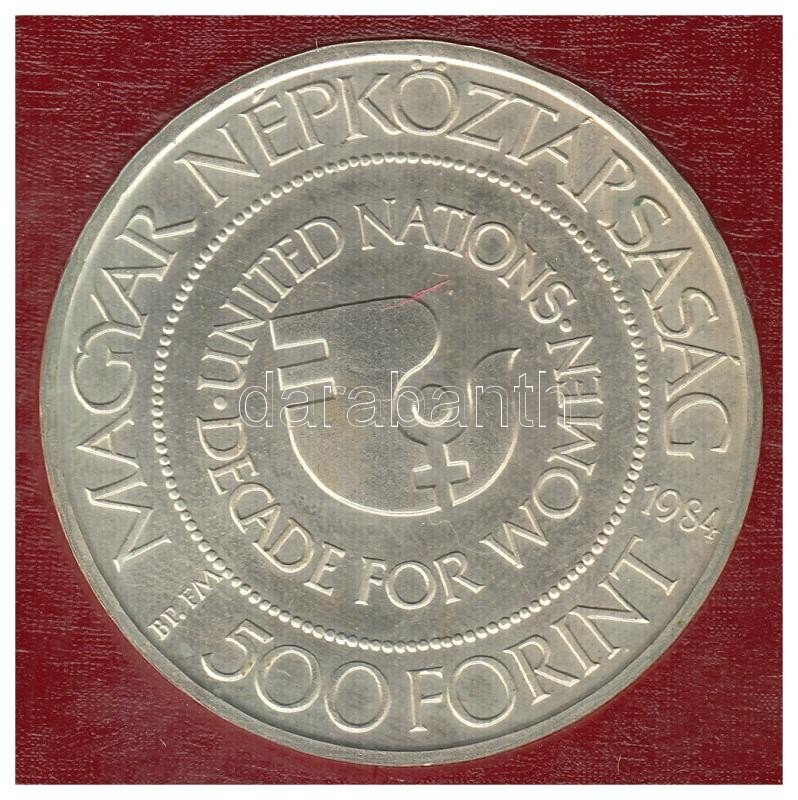 MAGYAR NÉPKÖZTÁRSASÁG
1984
500 FORINT
BP. FM.
UNITED NATIONS·
DECADE FOR WOMEN·
darabanth